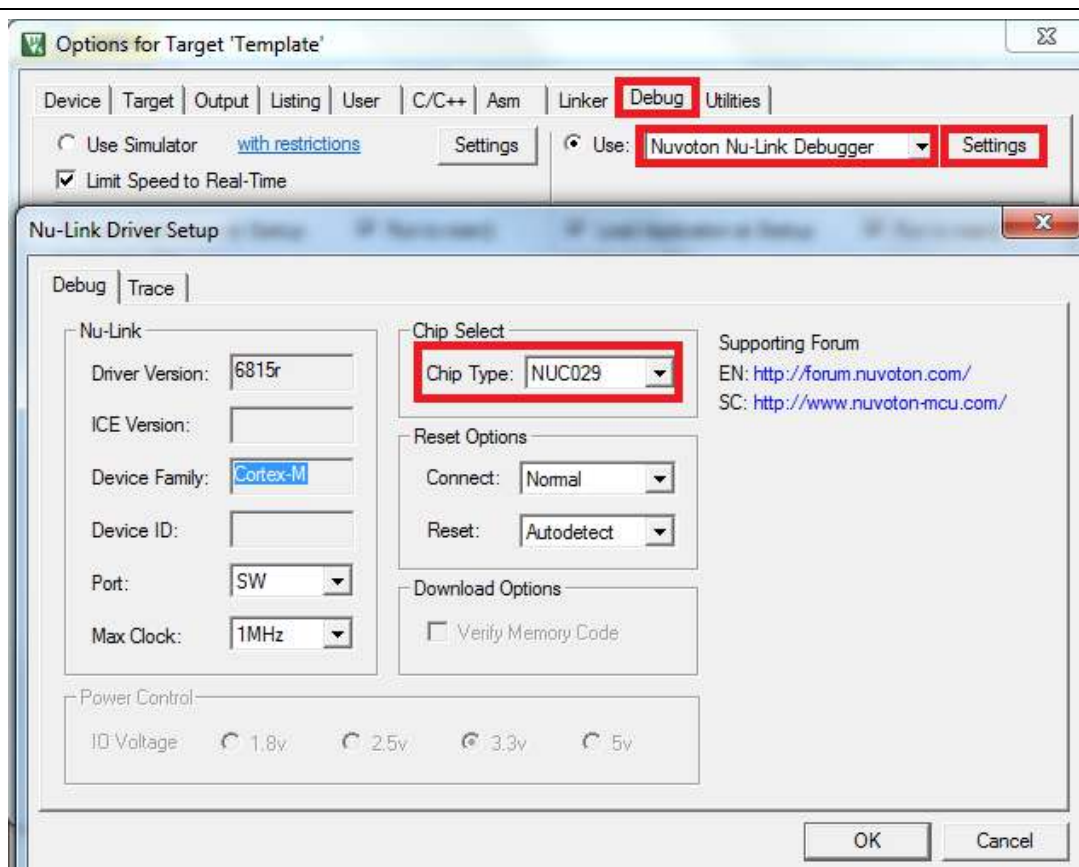 Options for Target 'Template'
Device Target Output Listing User C/C++ Asm Linker Debug Utilities
Use Simulator with restrictions Settings Use: Nuvoton Nu-Link Debugger Settings
Limit Speed to Real-Time
Nu-Link Driver Setup
Debug Trace
Nu-Link
Driver Version: 6815r
ICE Version:
Device Family: Cortex-M
Device ID:
Port: SW
Max Clock: 1MHz
Chip Select
Chip Type: NUC029
Reset Options
Connect: Normal
Reset: Autodetect
Download Options
Verify Memory Code
Supporting Forum
EN: http://forum.nuvoton.com/
SC: http://www.nuvoton-mcu.com/
Power Control
IO Voltage 1.8v 2.5v 3.3v 5v
OK Cancel